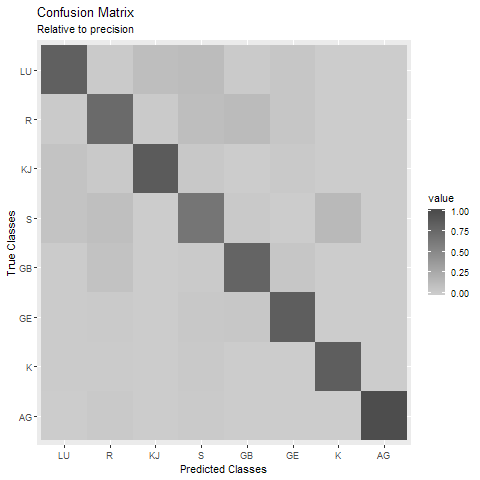 Confusion Matrix
Relative to precision
LU
R
KJ
S
GB
GE
K
AG
True Classes
LU R KJ S GB GE K AG
Predicted Classes
value
1.00
0.75
0.50
0.25
0.00